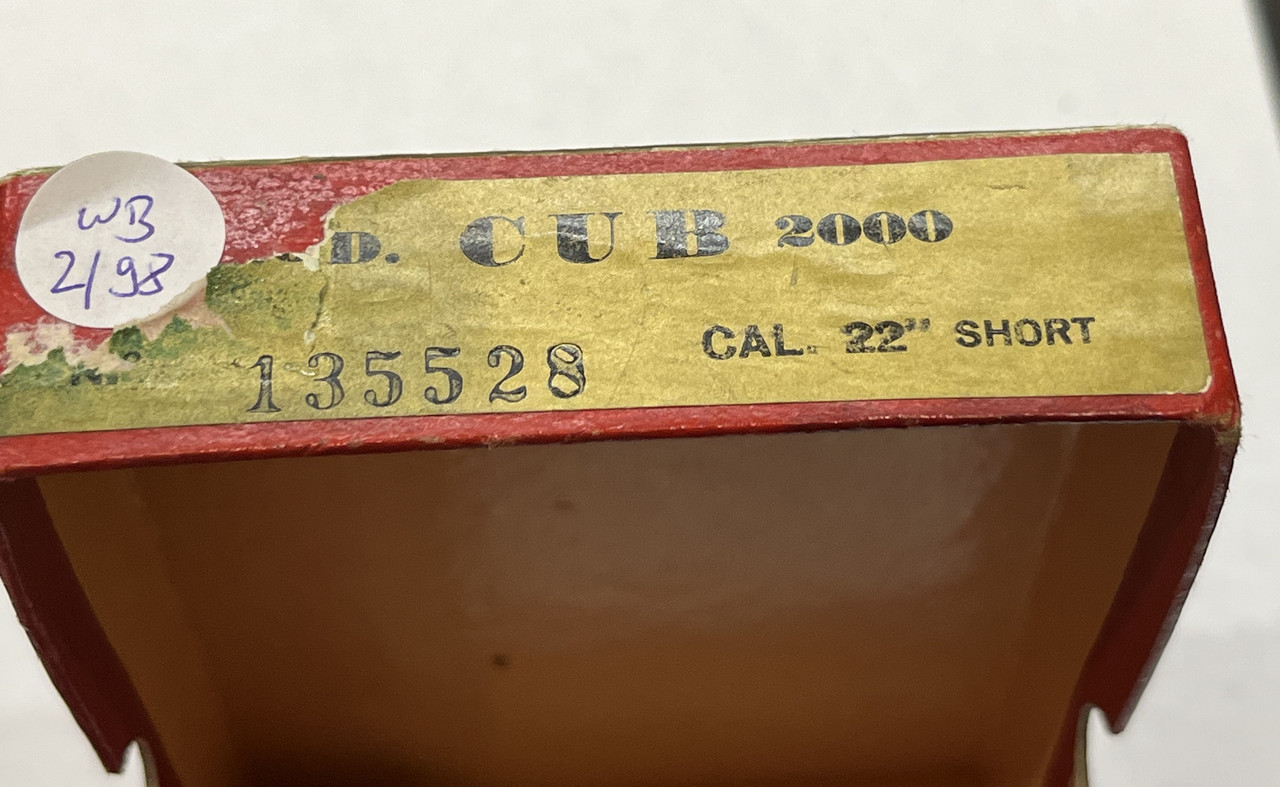 WB
2/98
D. CUB 2000
CAL. 22" SHORT
135528